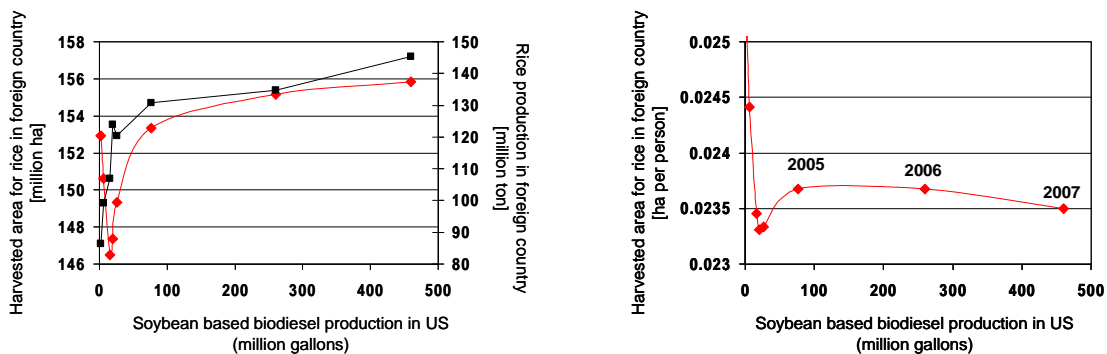 Harvested area for rice in foreign country
[million ha]
158
156
154
152
150
148
146
150
140
130
120
110
100
90
80
Rice production in foreign country
[million ton]
0 100 200 300 400 500
Soybean based biodiesel production in US
(million gallons)
Harvested area for rice in foreign country
[ha per person]
0.025
0.0245
0.024
0.0235
0.023
2005
2006
2007
0 100 200 300 400 500
Soybean based biodiesel production in US
(million gallons)